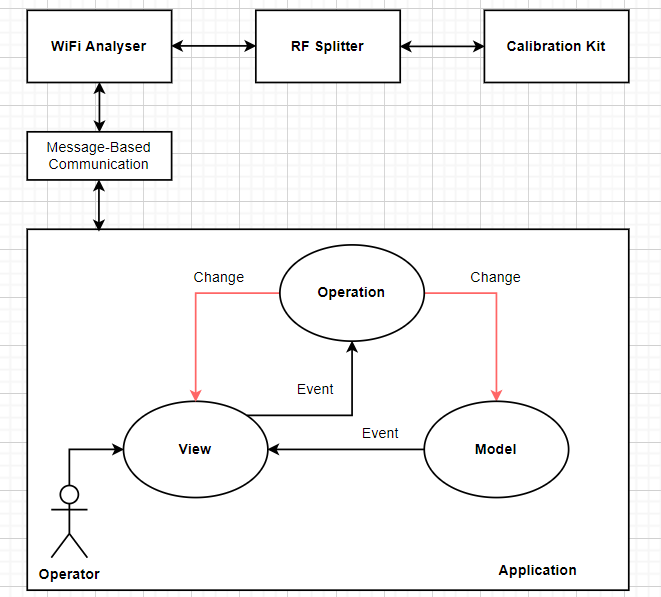 WiFi Analyser
RF Splitter
Calibration Kit
Message-Based
Communication
Change
Operation
Change
Event
Event
View
Model
Operator
Application